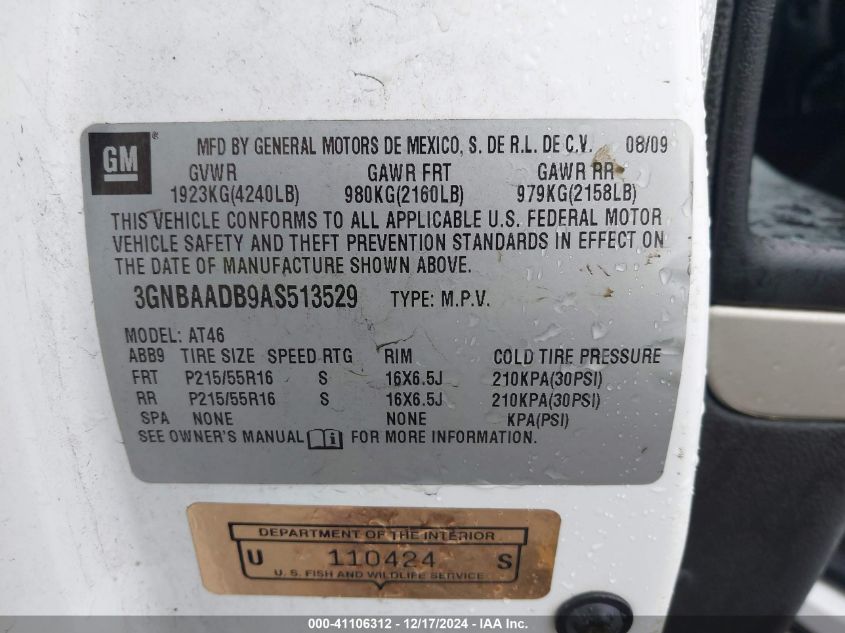 GM ® MFD BY GENERAL MOTORS DE MEXICO, S. DE R.L. DE C.V. 08/09
GVWR GAWR FRT GAWR RR
1923KG(4240LB) 980KG(2160LB) 979KG(2158LB)
THIS VEHICLE CONFORMS TO ALL APPLICABLE U.S. FEDERAL MOTOR
VEHICLE SAFETY AND THEFT PREVENTION STANDARDS IN EFFECT ON
THE DATE OF MANUFACTURE SHOWN ABOVE.
3GNBAADB9AS513529 TYPE: M.P.V.
MODEL: AT46
ABB9 TIRE SIZE SPEED RTG RIM COLD TIRE PRESSURE
FRT P215/55R16 S 16X6.5J 210KPA(30PSI)
RR P215/55R16 S 16X6.5J 210KPA(30PSI)
SPA NONE NONE KPA(PSI)
SEE OWNER'S MANUAL FOR MORE INFORMATION.
DEPARTMENT OF THE INTERIOR
U 110424 S
U. S. FISH AND WILDLIFE SERVICE
000-41106312 - 12/17/2024 - IAA Inc.